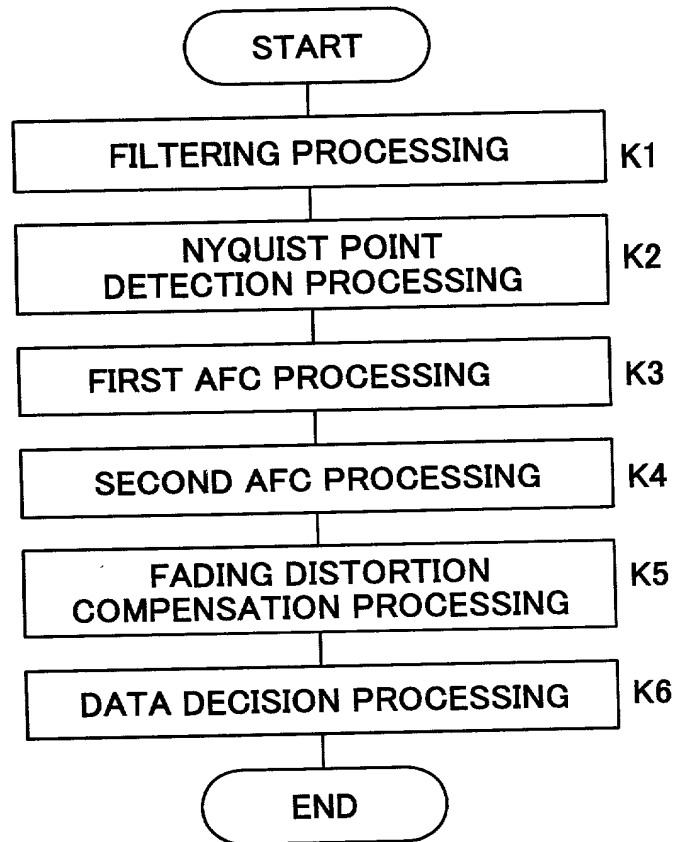 START
FILTERING PROCESSING
K1
NYQUIST POINT
DETECTION PROCESSING
K2
FIRST AFC PROCESSING
K3
SECOND AFC PROCESSING
K4
FADING DISTORTION
COMPENSATION PROCESSING
K5
DATA DECISION PROCESSING
K6
END